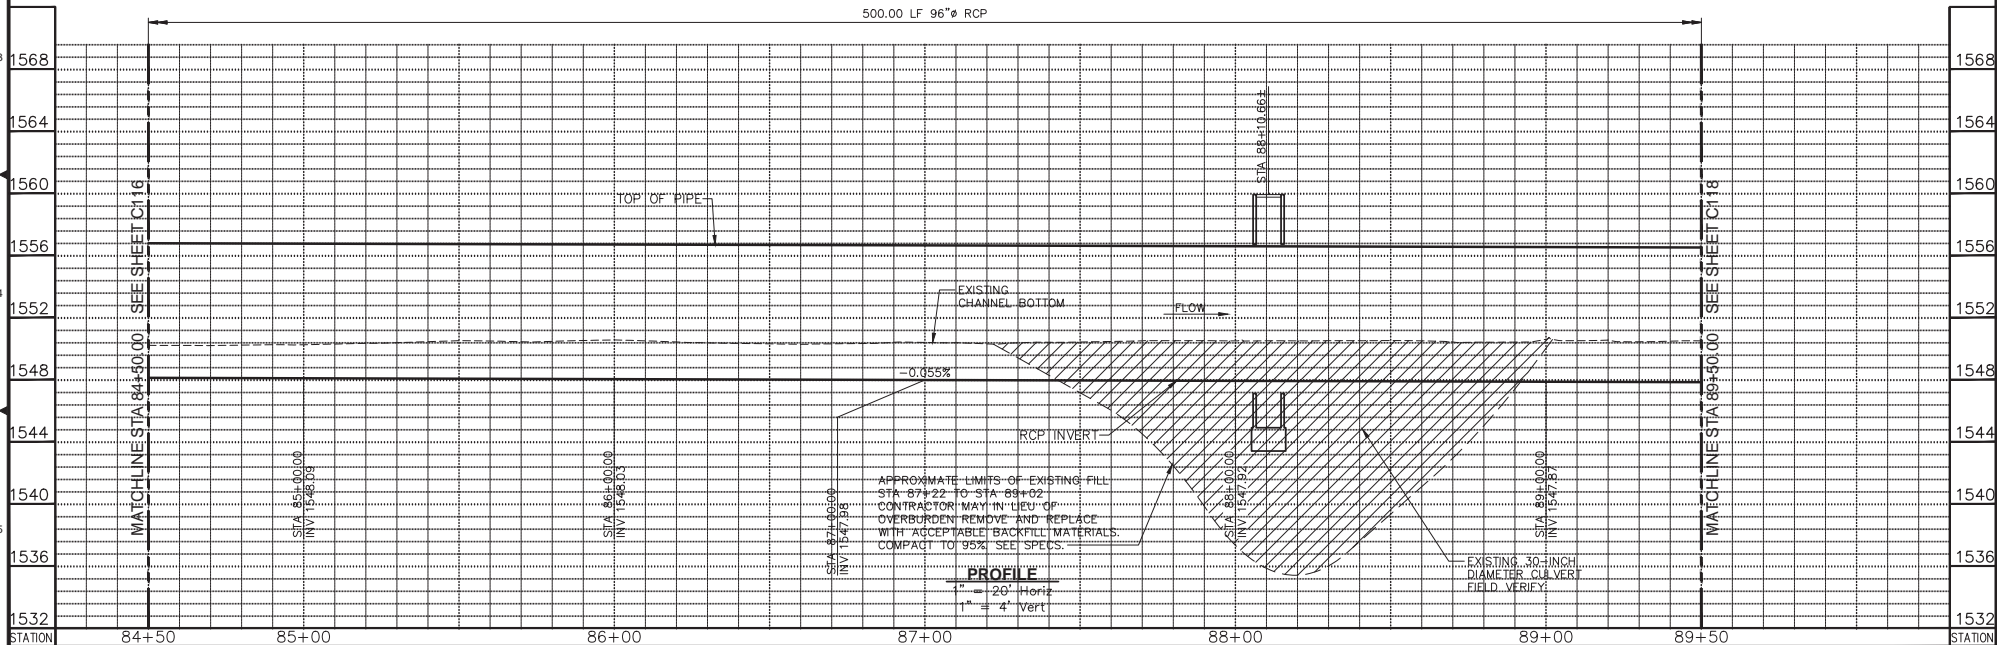 500.00 LF 96"ø RCP
1568
1568
1564
1564
STA 88+10.66±
1560
1560
TOP OF PIPE
1556
1556
MATCHLINE STA 84+50.00 SEE SHEET C116
MATCHLINE STA 89+50.00 SEE SHEET C118
EXISTING
CHANNEL BOTTOM
FLOW
1552
1552
-0.055%
1548
1548
RCP INVERT
1544
1544
STA 85+00.00
INV 1548.09
STA 86+00.00
INV 1548.03
STA 87+00.00
INV 1547.98
STA 88+00.00
INV 1547.92
STA 89+00.00
INV 1547.87
APPROXIMATE LIMITS OF EXISTING FILL
STA 87+22 TO STA 89+02
CONTRACTOR MAY IN LIEU OF
OVERBURDEN REMOVE AND REPLACE
WITH ACCEPTABLE BACKFILL MATERIALS.
COMPACT TO 95%. SEE SPECS.
1540
1540
EXISTING 30-INCH
DIAMETER CULVERT
FIELD VERIFY
1536
1536
PROFILE
1" = 20' Horiz
1" = 4' Vert
1532
1532
STATION
84+50
85+00
86+00
87+00
88+00
89+00
89+50
STATION